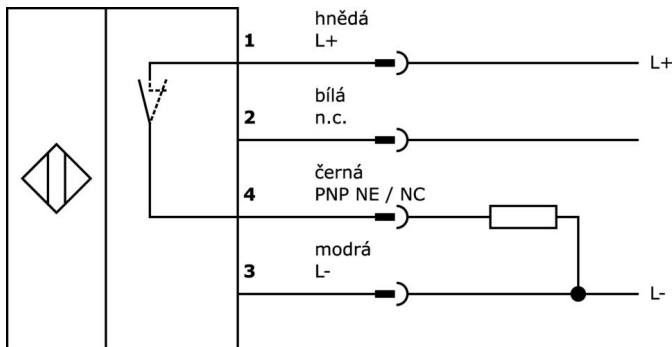 hnědá
1 L+
L+
bílá
2 n.c.
černá
4 PNP NE / NC
modrá
3 L-
L-